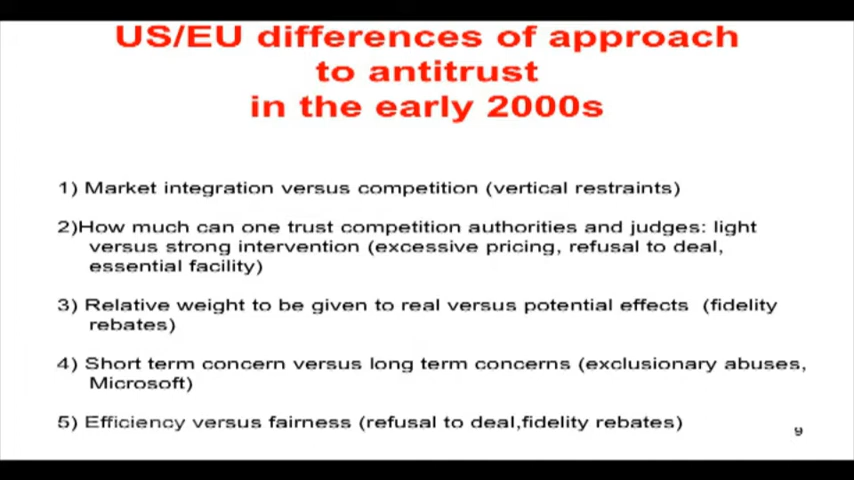 US/EU differences of approach
to antitrust
in the early 2000s
1) Market integration versus competition (vertical restraints)
2)How much can one trust competition authorities and judges: light
versus strong intervention (excessive pricing, refusal to deal,
essential facility)
3) Relative weight to be given to real versus potential effects (fidelity
rebates)
4) Short term concern versus long term concerns (exclusionary abuses,
Microsoft)
5) Efficiency versus fairness (refusal to deal,fidelity rebates)
9